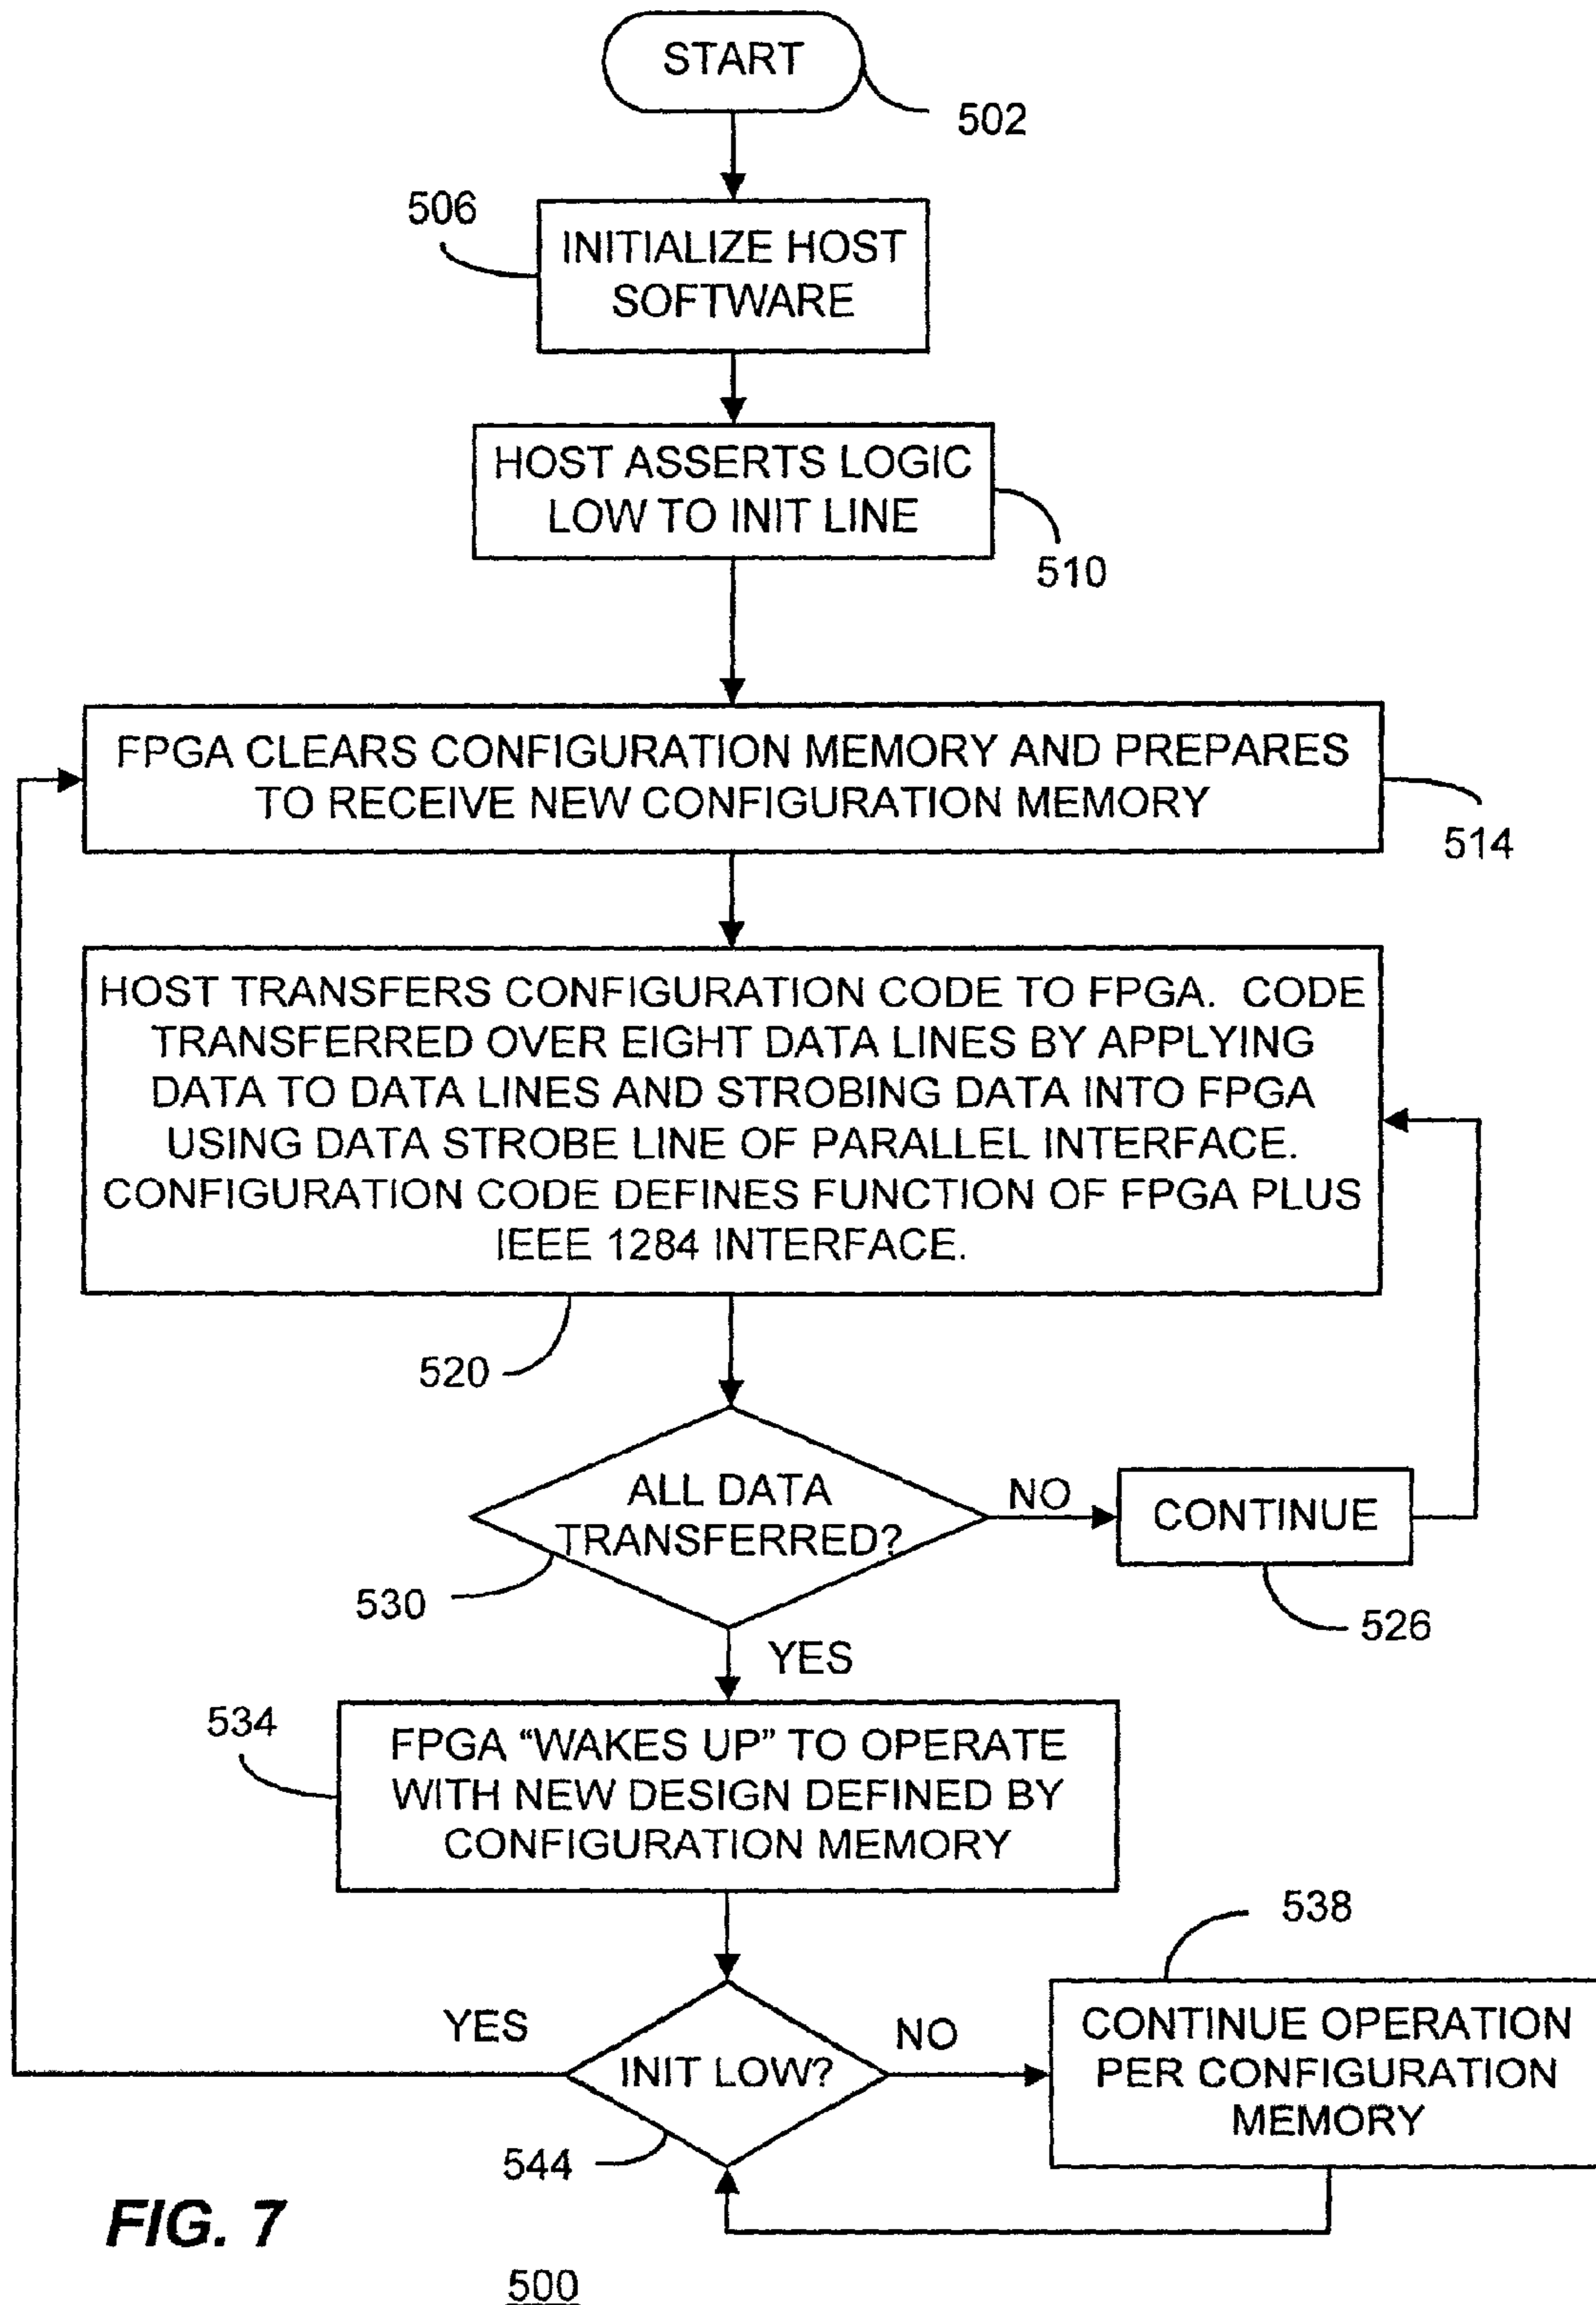 START
502
506
INITIALIZE HOST
SOFTWARE
HOST ASSERTS LOGIC
LOW TO INIT LINE
510
FPGA CLEARS CONFIGURATION MEMORY AND PREPARES
TO RECEIVE NEW CONFIGURATION MEMORY
514
HOST TRANSFERS CONFIGURATION CODE TO FPGA. CODE
TRANSFERRED OVER EIGHT DATA LINES BY APPLYING
DATA TO DATA LINES AND STROBING DATA INTO FPGA
USING DATA STROBE LINE OF PARALLEL INTERFACE.
CONFIGURATION CODE DEFINES FUNCTION OF FPGA PLUS
IEEE 1284 INTERFACE.
520
ALL DATA
TRANSFERRED?
NO
CONTINUE
530
526
YES
534
FPGA “WAKES UP” TO OPERATE
WITH NEW DESIGN DEFINED BY
CONFIGURATION MEMORY
538
YES
INIT LOW?
NO
CONTINUE OPERATION
PER CONFIGURATION
MEMORY
544
FIG. 7
500